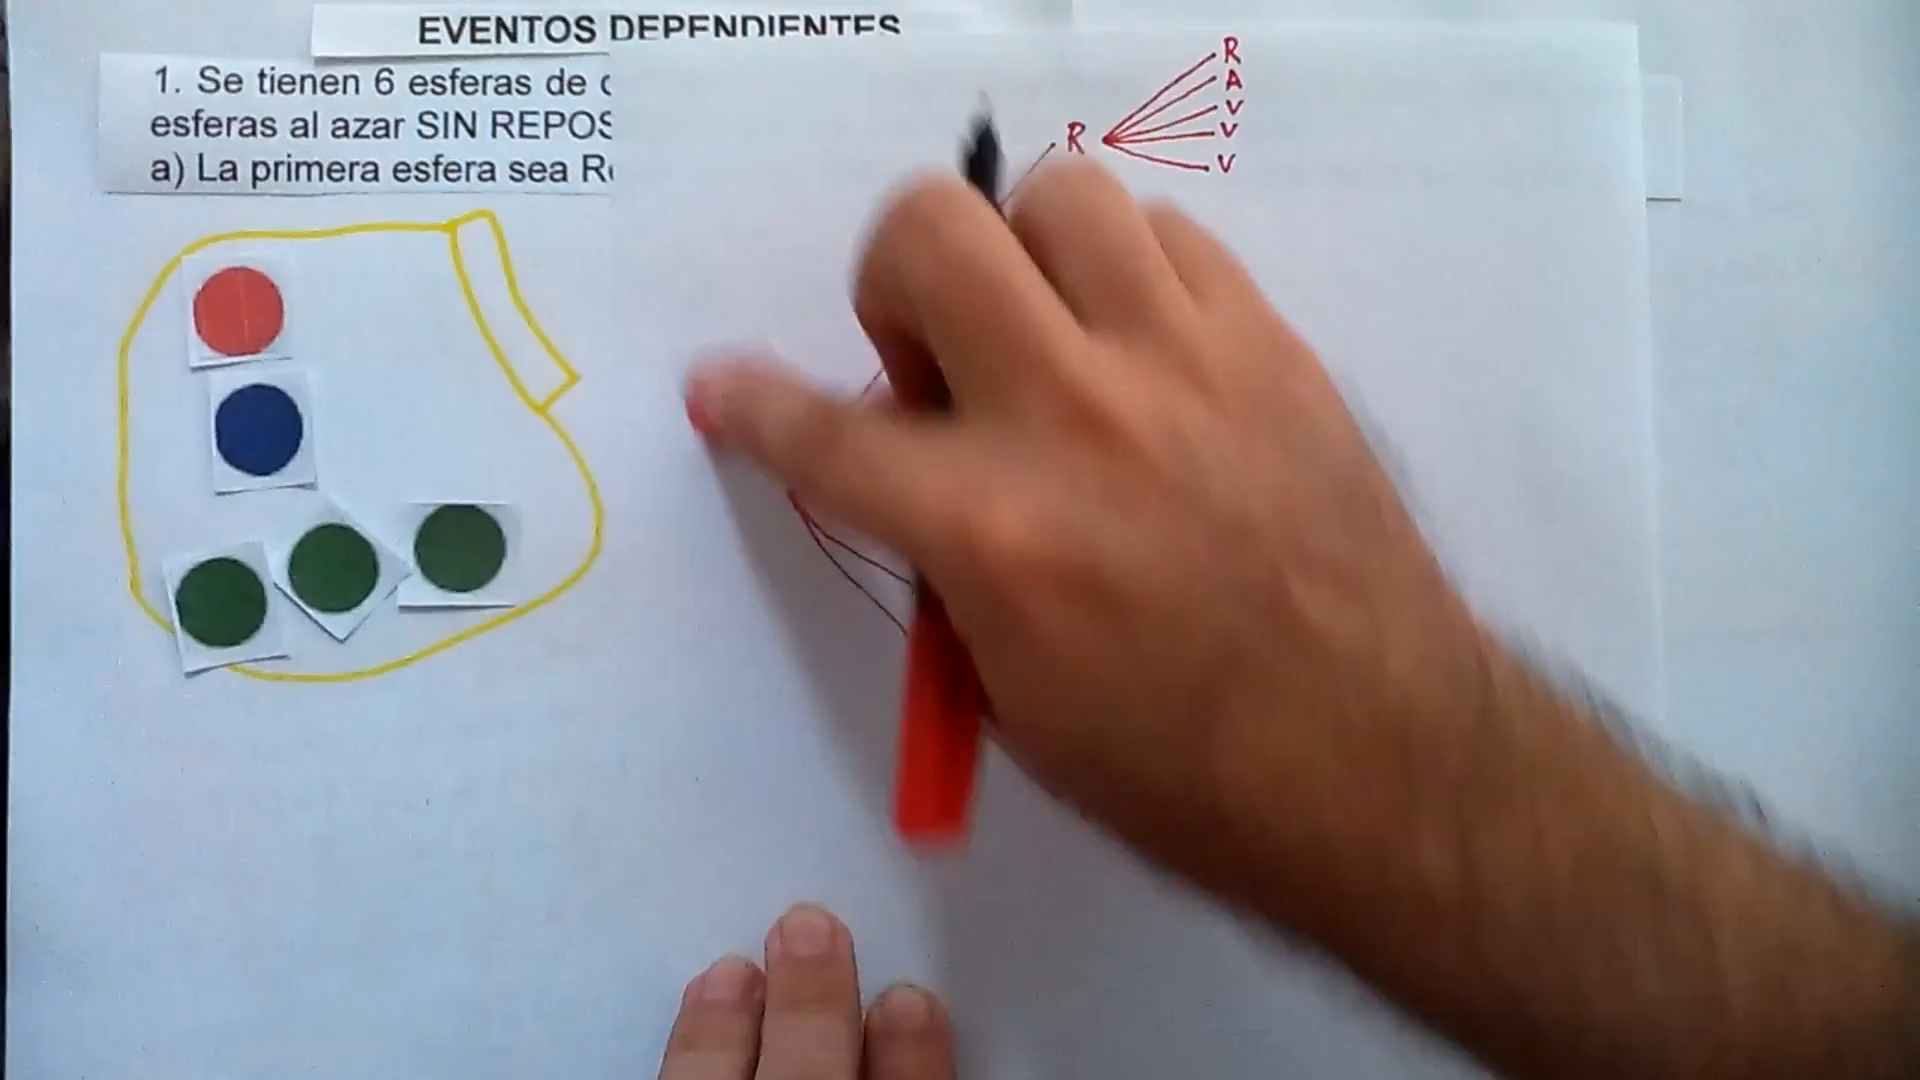 EVENTOS DEPENDIENTES
1. Se tienen 6 esferas de
esferas al azar SIN REPOS
a) La primera esfera sea R
R
A
V
R
V
V